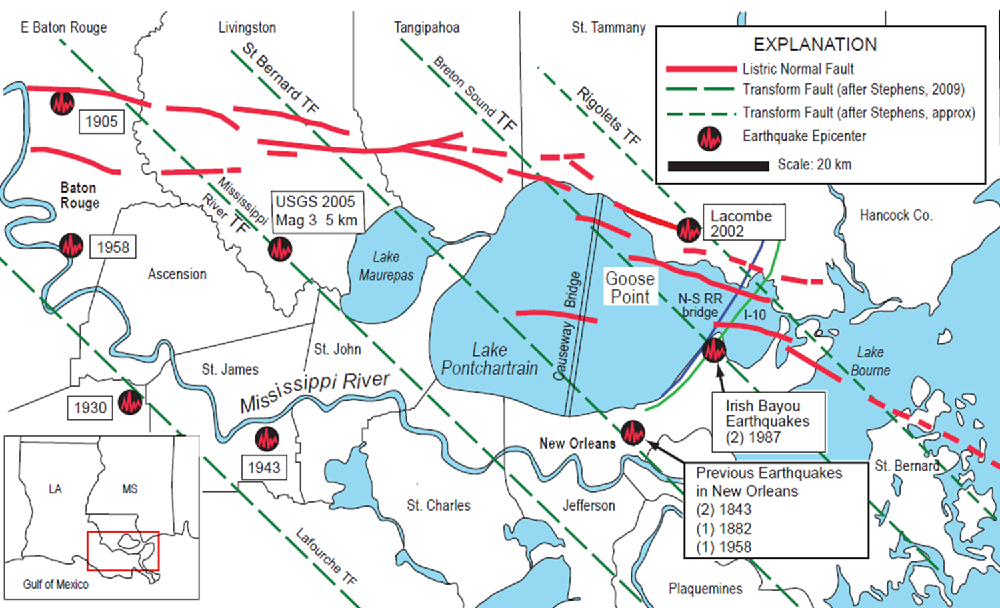 E Baton Rouge
Livingston
Tangipahoa
St. Tammany
EXPLANATION
Listric Normal Fault
Transform Fault (after Stephens, 2009)
Transform Fault (after Stephens, approx)
Earthquake Epicenter
Scale: 20 km
St Bernard TF
Breton Sound TF
Rigolets TF
1905
Baton
Rouge
Mississippi
River TF
USGS 2005
Mag 3 5 km
Lacombe
2002
Hancock Co.
1958
Ascension
Lake
Maurepas
Goose
Point
N-S RR
bridge
I-10
Causeway Bridge
Lake
Pontchartrain
Lake
Bourne
St. John
St. James
Mississippi River
1930
Irish Bayou
Earthquakes
(2) 1987
1943
New Orleans
Previous Earthquakes
in New Orleans
(2) 1843
(1) 1882
(1) 1958
St. Bernard
LA
MS
Gulf of Mexico
St. Charles
Jefferson
Lafourche TF
Plaquemines